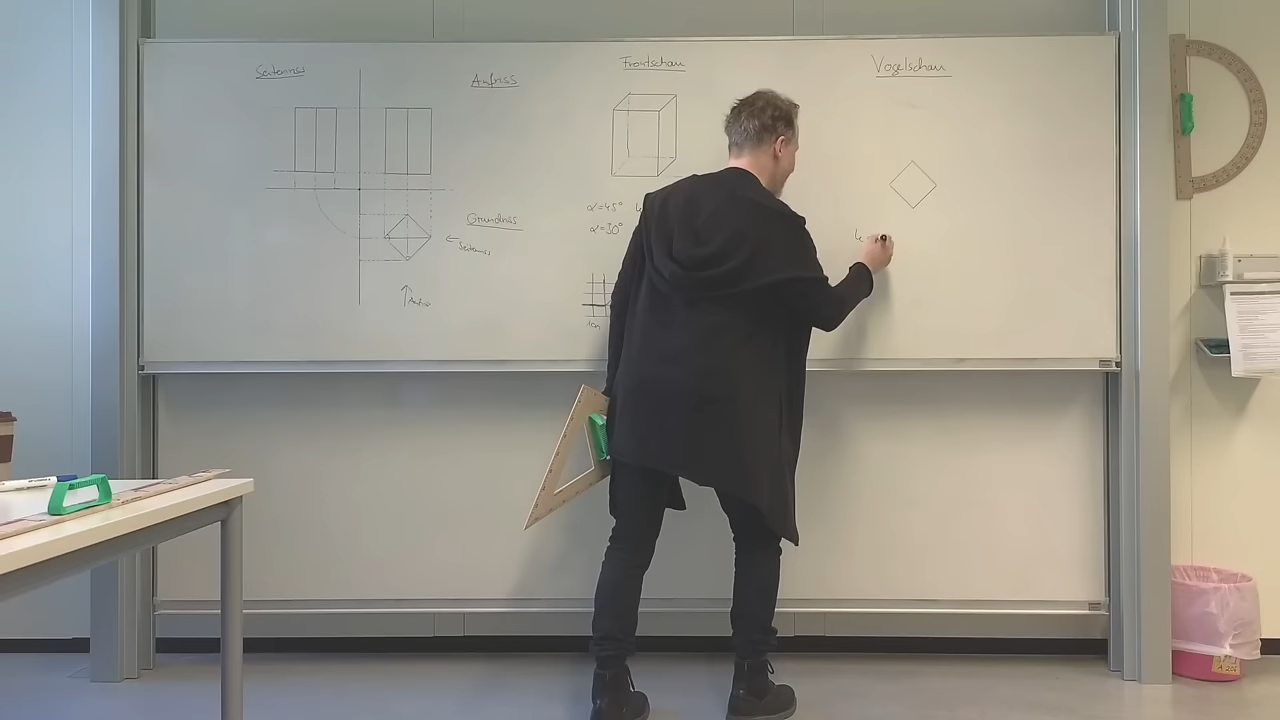 Seitenriss
Aufriss
Frontschau
Vogelschau
α=45°
α=30°
Grundriss
← Seitenriss
↑ Aufriss
1cm